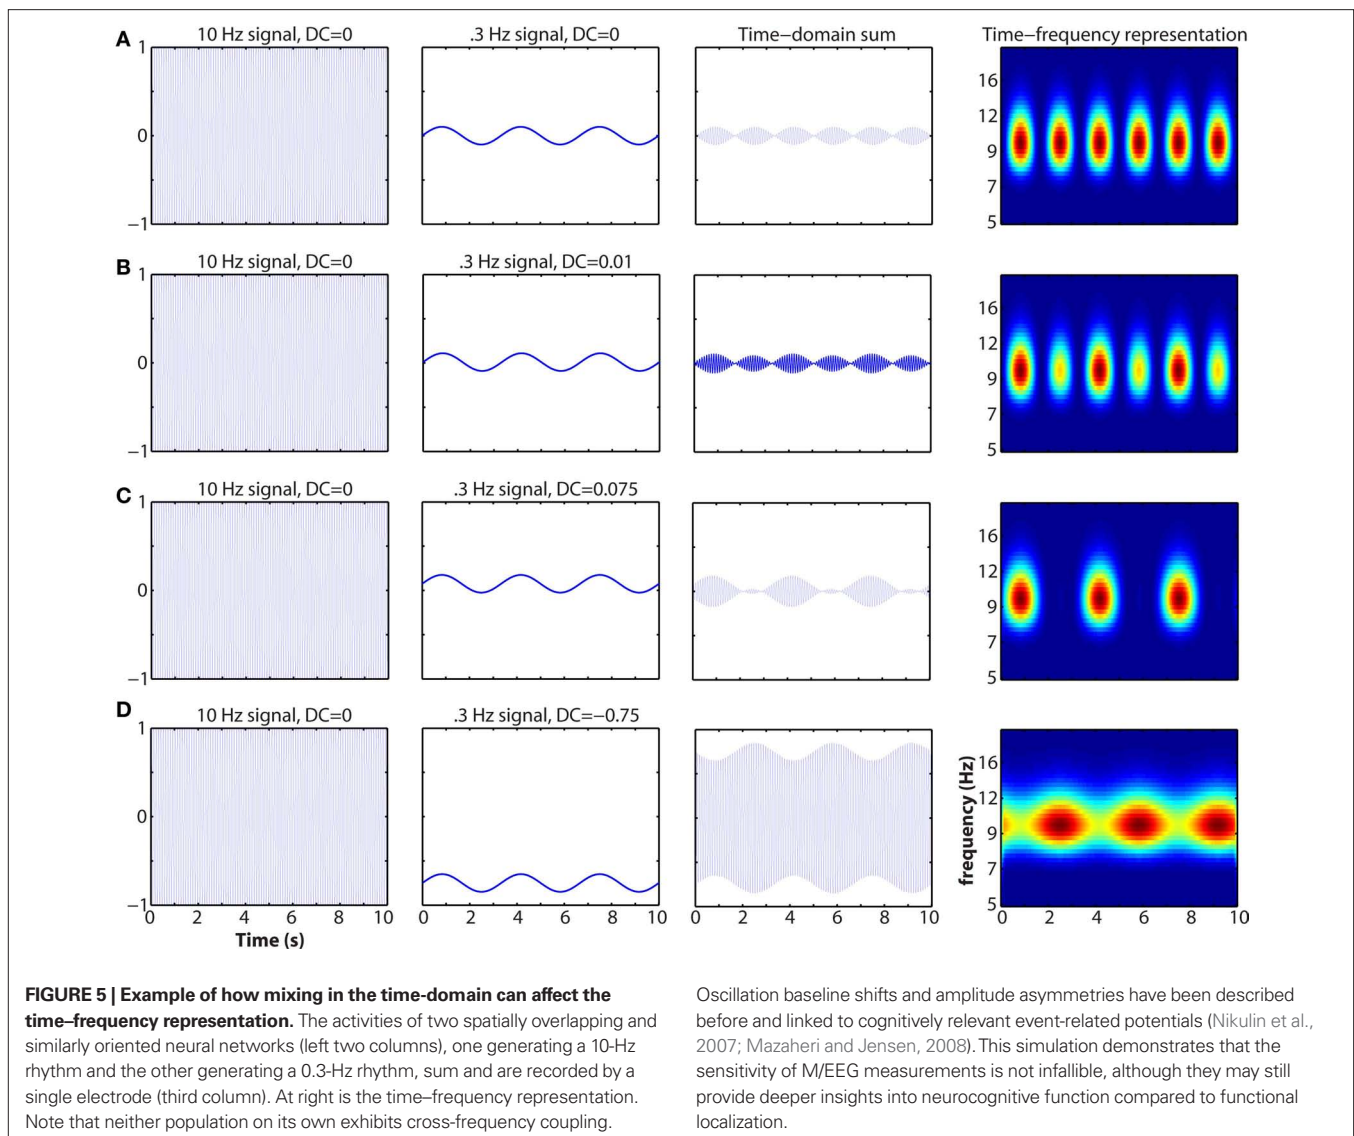 A
10 Hz signal, DC=0
.3 Hz signal, DC=0
Time−domain sum
Time−frequency representation
1
0
−1
16
12
9
7
5
B
10 Hz signal, DC=0
.3 Hz signal, DC=0.01
1
0
−1
16
12
9
7
5
C
10 Hz signal, DC=0
.3 Hz signal, DC=0.075
1
0
−1
16
12
9
7
5
D
10 Hz signal, DC=0
.3 Hz signal, DC=−0.75
1
0
−1
frequency (Hz)
16
12
9
7
5
0 2 4 6 8 10
0 2 4 6 8 10
0 2 4 6 8 10
0 2 4 6 8 10
Time (s)
FIGURE 5 | Example of how mixing in the time-domain can affect the
time–frequency representation. The activities of two spatially overlapping and
similarly oriented neural networks (left two columns), one generating a 10-Hz
rhythm and the other generating a 0.3-Hz rhythm, sum and are recorded by a
single electrode (third column). At right is the time–frequency representation.
Note that neither population on its own exhibits cross-frequency coupling.
Oscillation baseline shifts and amplitude asymmetries have been described
before and linked to cognitively relevant event-related potentials (Nikulin et al.,
2007; Mazaheri and Jensen, 2008). This simulation demonstrates that the
sensitivity of M/EEG measurements is not infallible, although they may still
provide deeper insights into neurocognitive function compared to functional
localization.